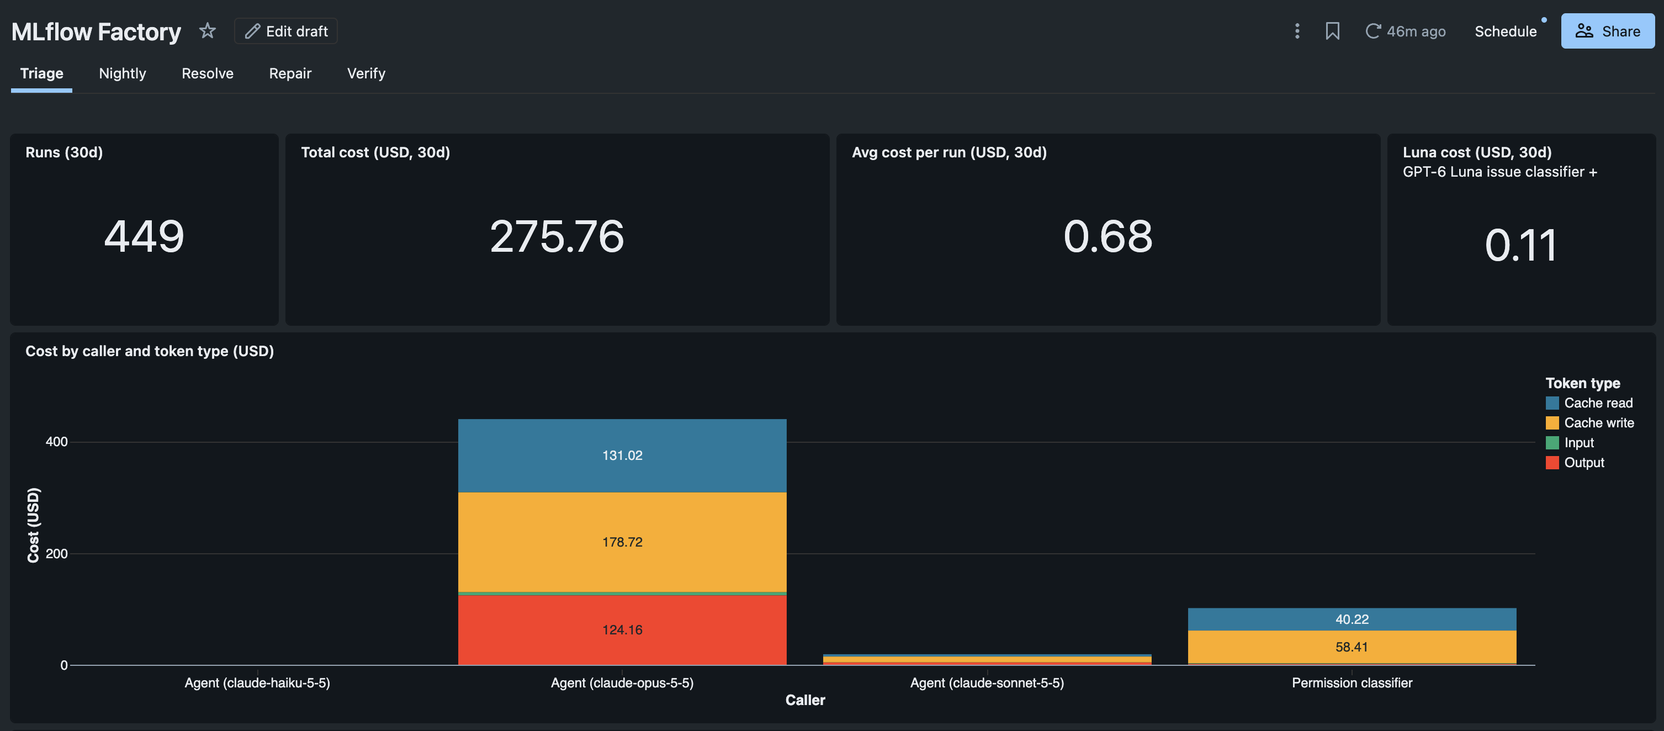 MLflow Factory
Edit draft
46m ago
Schedule
Share
Triage
Nightly
Resolve
Repair
Verify
Runs (30d)
449
Total cost (USD, 30d)
275.76
Avg cost per run (USD, 30d)
0.68
Luna cost (USD, 30d)
GPT-6 Luna issue classifier +
0.11
Cost by caller and token type (USD)
Token type
Cache read
Cache write
Input
Output
Cost (USD)
400
200
0
131.02
178.72
124.16
40.22
58.41
Agent (claude-haiku-5-5)
Agent (claude-opus-5-5)
Agent (claude-sonnet-5-5)
Permission classifier
Caller